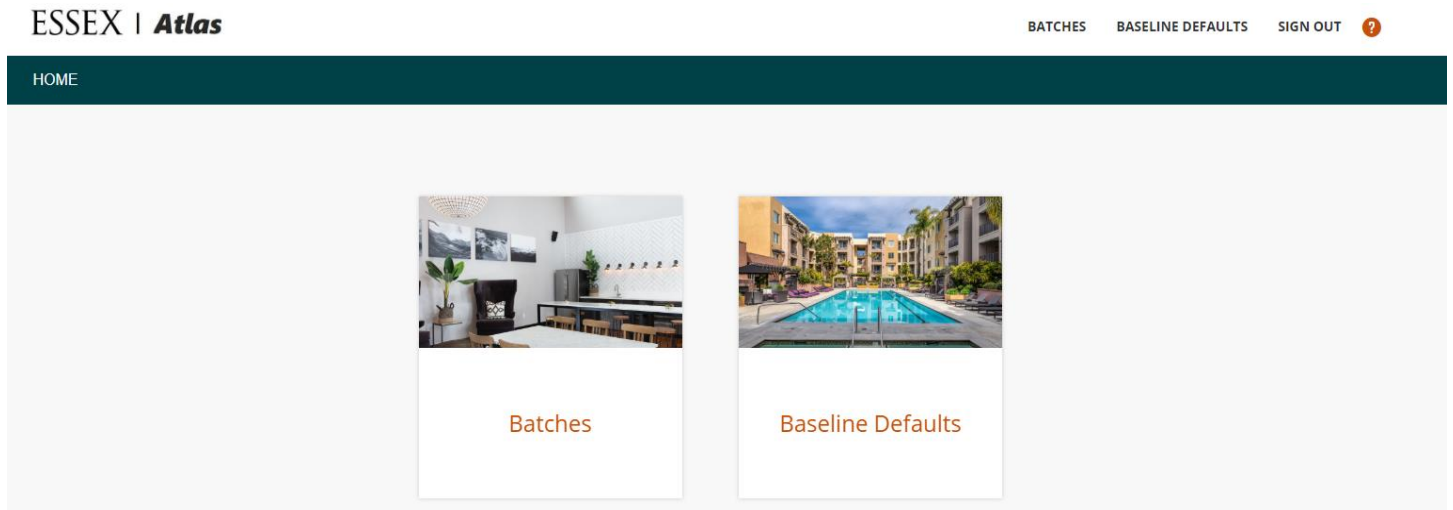 ESSEX | Atlas
BATCHES BASELINE DEFAULTS SIGN OUT ?
HOME
Batches
Baseline Defaults